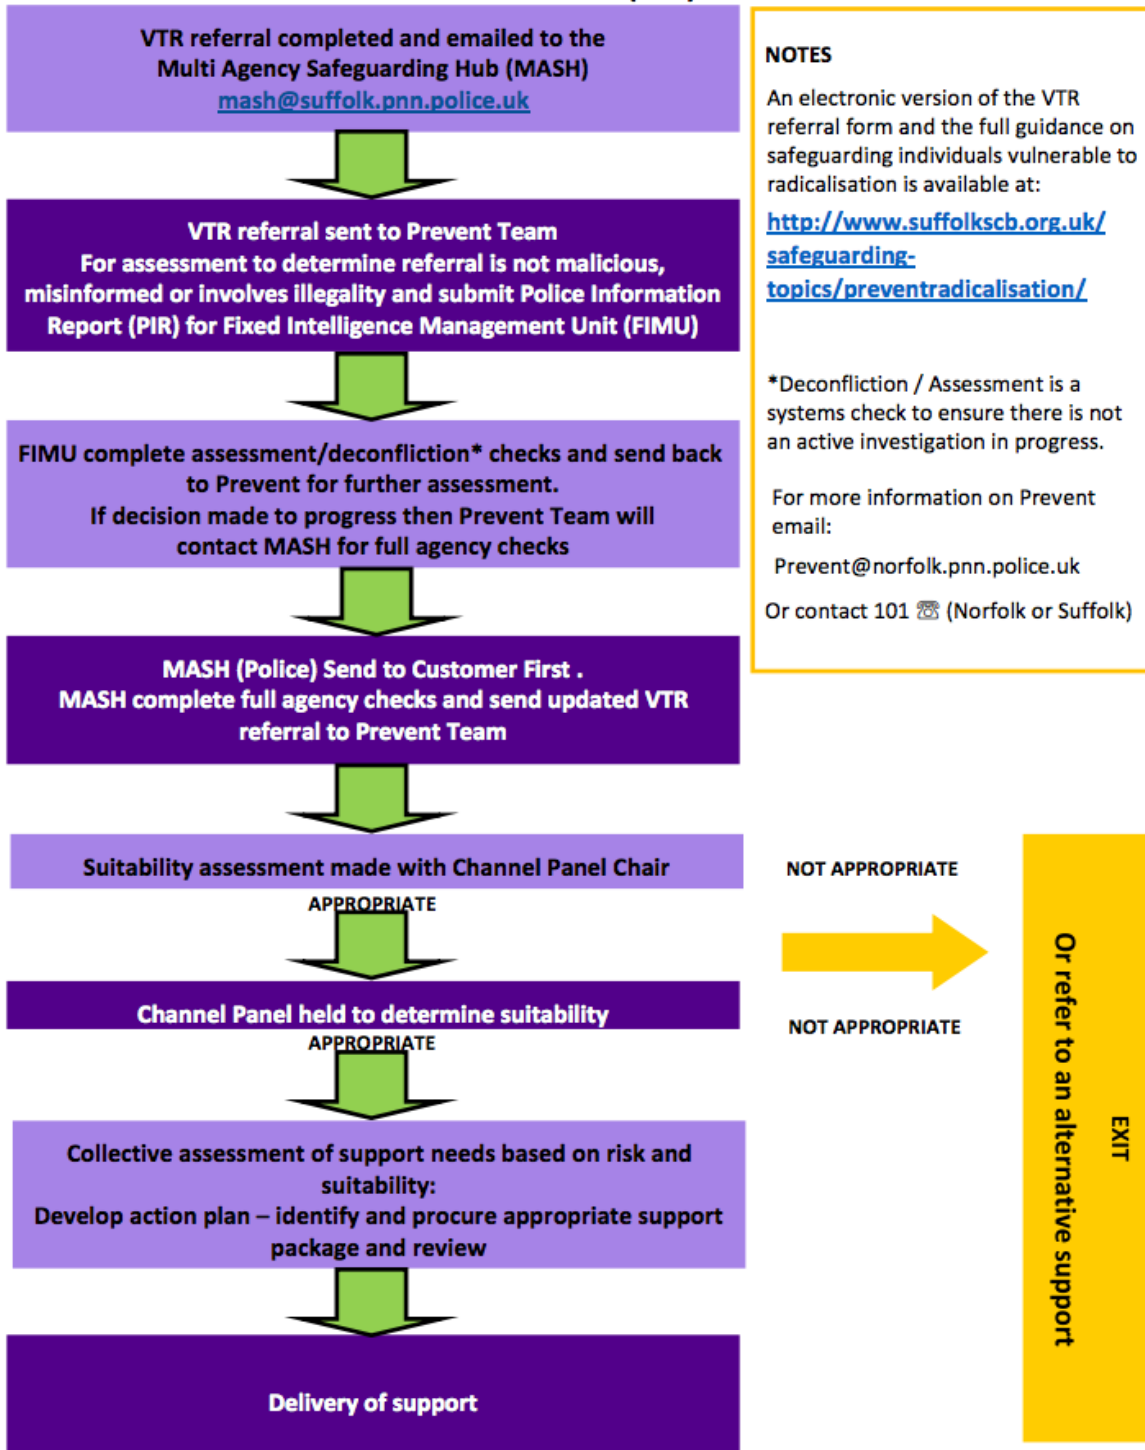 VTR referral completed and emailed to the
Multi Agency Safeguarding Hub (MASH)
mash@suffolk.pnn.police.uk
VTR referral sent to Prevent Team
For assessment to determine referral is not malicious,
misinformed or involves illegality and submit Police Information
Report (PIR) for Fixed Intelligence Management Unit (FIMU)
FIMU complete assessment/deconfliction* checks and send back
to Prevent for further assessment.
If decision made to progress then Prevent Team will
contact MASH for full agency checks
MASH (Police) Send to Customer First .
MASH complete full agency checks and send updated VTR
referral to Prevent Team
Suitability assessment made with Channel Panel Chair
APPROPRIATE
Channel Panel held to determine suitability
APPROPRIATE
Collective assessment of support needs based on risk and
suitability:
Develop action plan – identify and procure appropriate support
package and review
Delivery of support
NOTES
An electronic version of the VTR
referral form and the full guidance on
safeguarding individuals vulnerable to
radicalisation is available at:
http://www.suffolkscb.org.uk/
safeguarding-
topics/preventradicalisation/
*Deconfliction / Assessment is a
systems check to ensure there is not
an active investigation in progress.
For more information on Prevent
email:
Prevent@norfolk.pnn.police.uk
Or contact 101 ☏ (Norfolk or Suffolk)
NOT APPROPRIATE
NOT APPROPRIATE
EXIT
Or refer to an alternative support